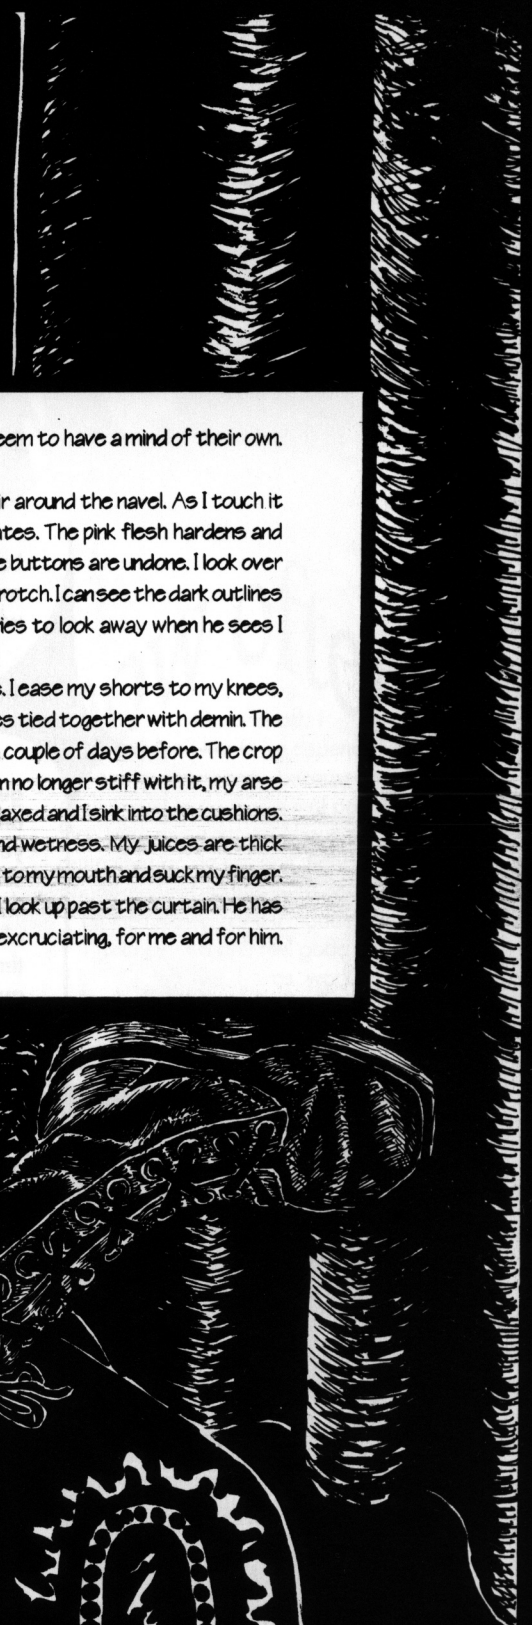 eem to have a mind of their own.
ir around the navel. As I touch it
tes. The pink flesh hardens and
e buttons are undone. I look over
rotch. I can see the dark outlines
ies to look away when he sees I
s. I ease my shorts to my knees,
s tied together with demin. The
couple of days before. The crop
m no longer stiff with it, my arse
axed and I sink into the cushions.
nd wetness. My juices are thick
to my mouth and suck my finger.
I look up past the curtain. He has
excruciating, for me and for him.